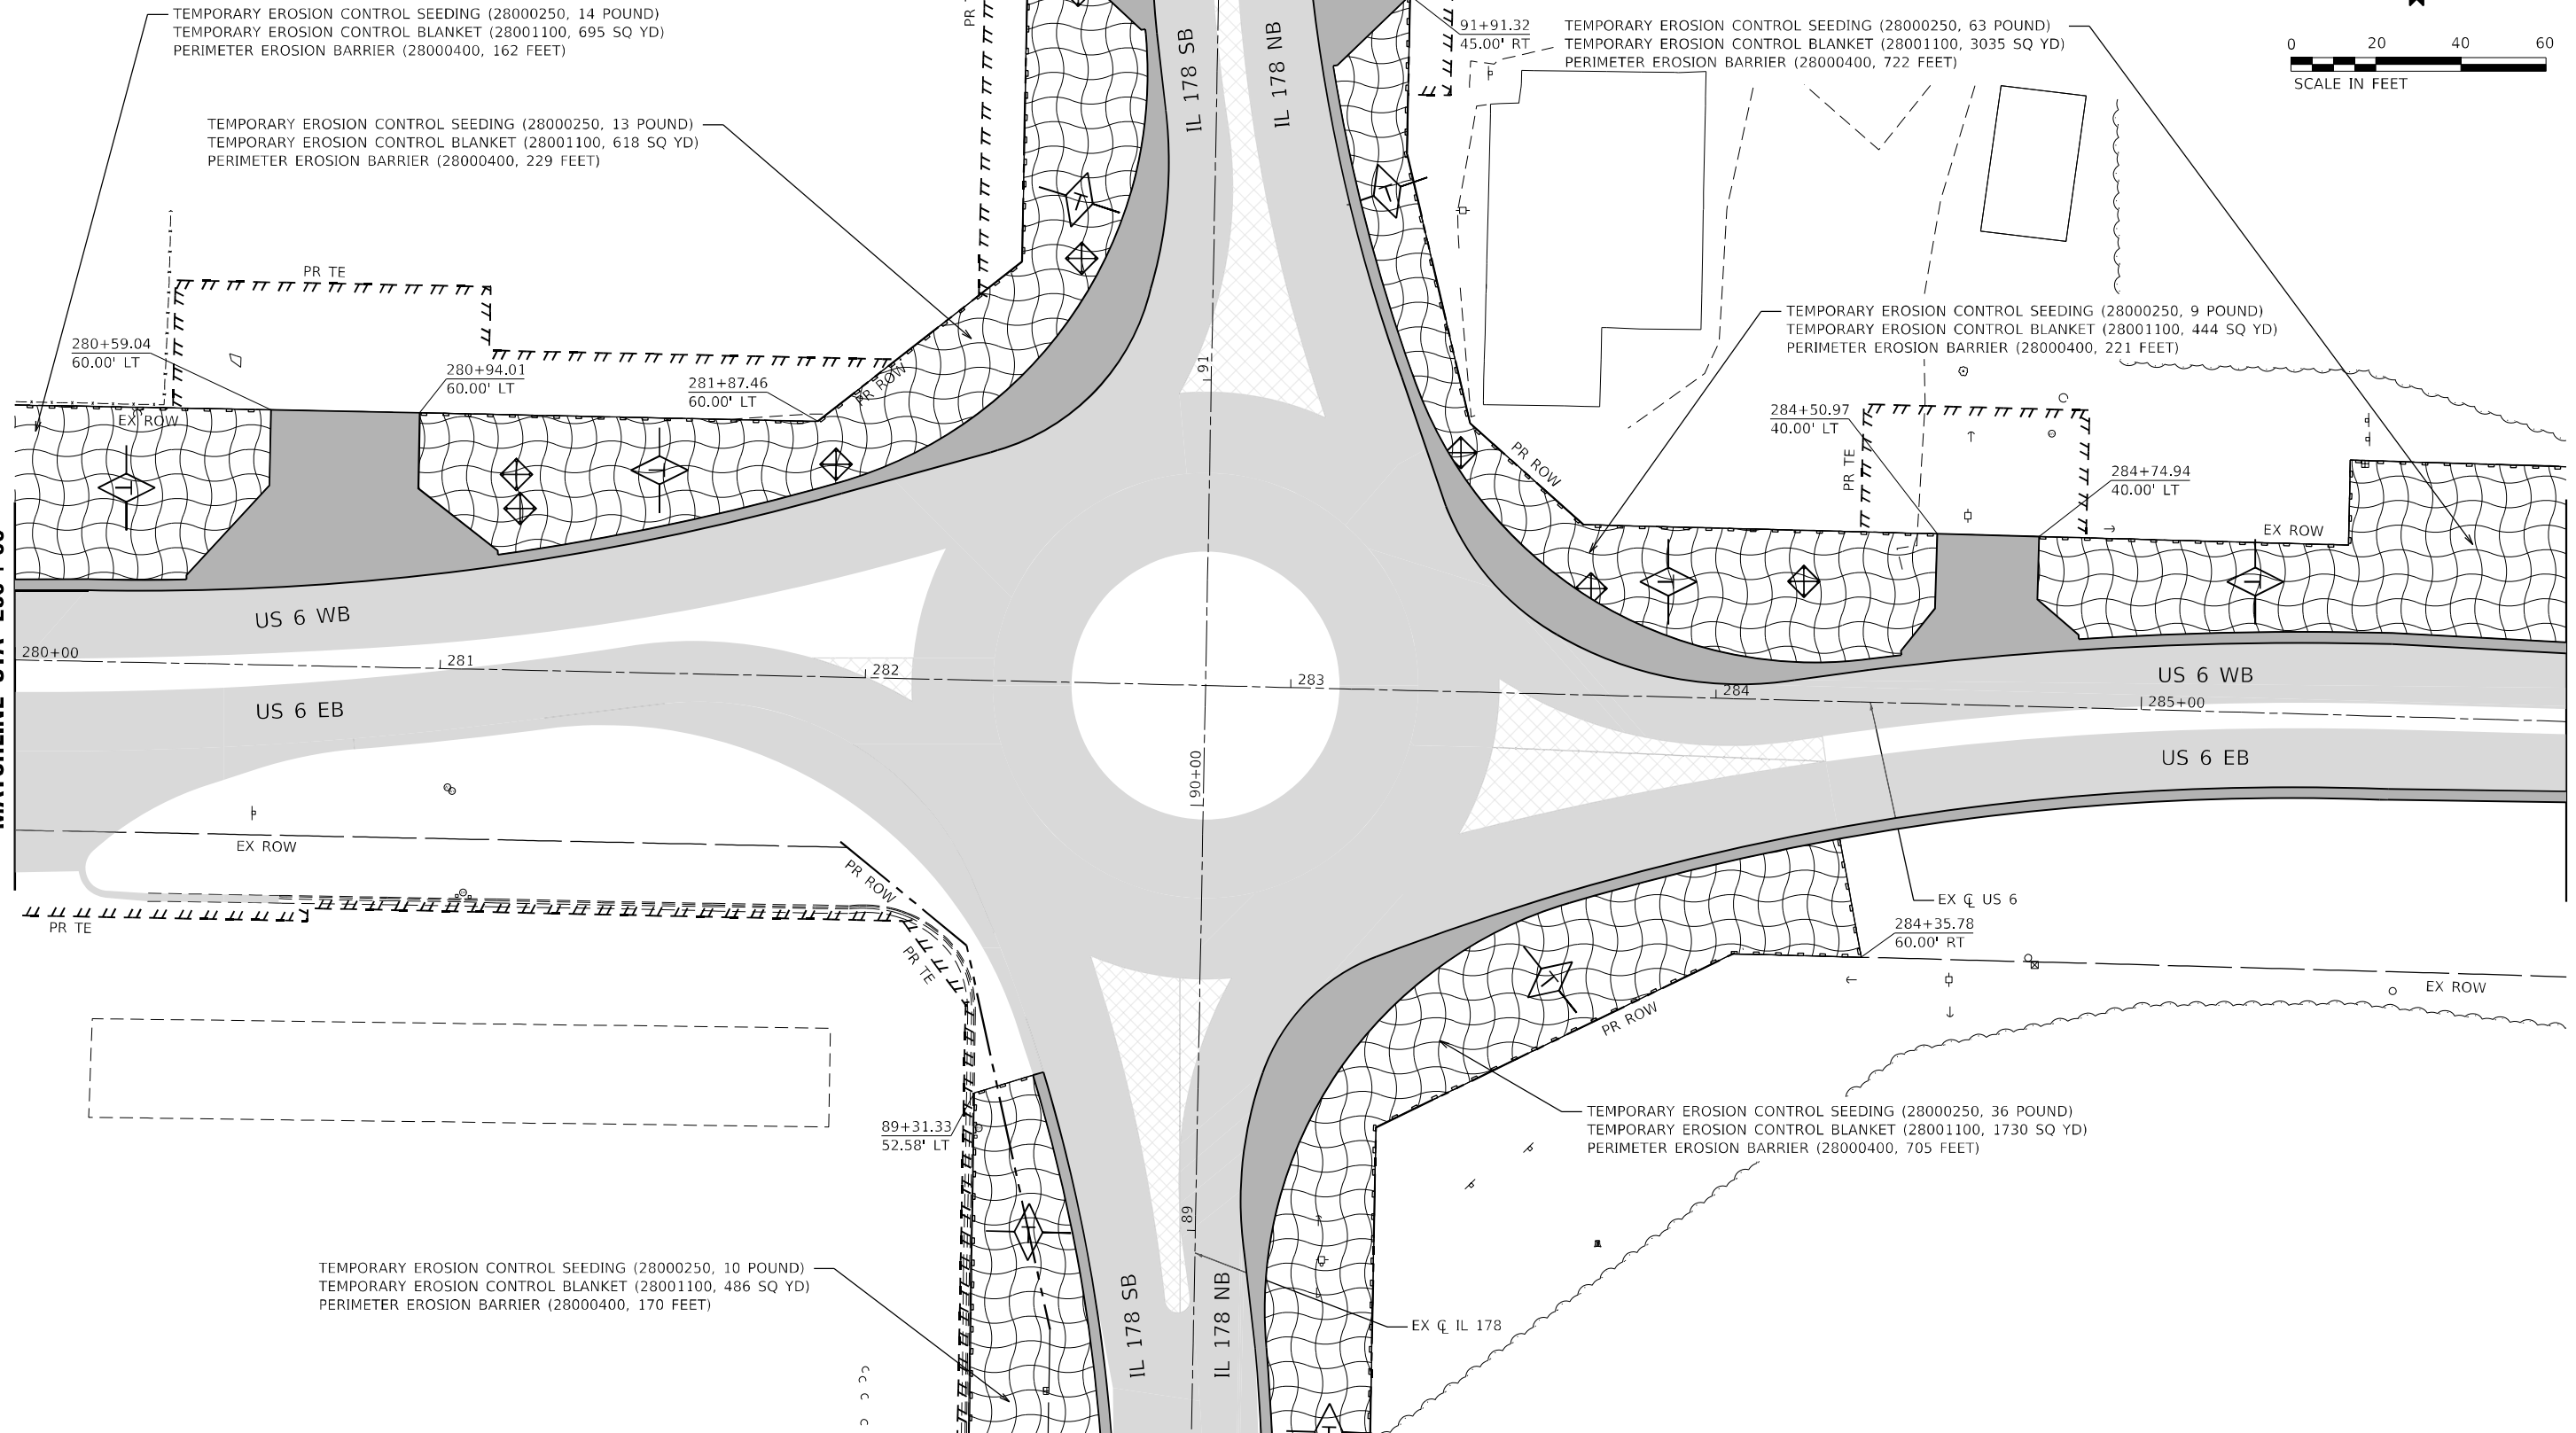 TEMPORARY EROSION CONTROL SEEDING (28000250, 14 POUND)
TEMPORARY EROSION CONTROL BLANKET (28001100, 695 SQ YD)
PERIMETER EROSION BARRIER (28000400, 162 FEET)
TEMPORARY EROSION CONTROL SEEDING (28000250, 13 POUND)
TEMPORARY EROSION CONTROL BLANKET (28001100, 618 SQ YD)
PERIMETER EROSION BARRIER (28000400, 229 FEET)
IL 178 SB
IL 178 NB
91+91.32
45.00' RT
TEMPORARY EROSION CONTROL SEEDING (28000250, 63 POUND)
TEMPORARY EROSION CONTROL BLANKET (28001100, 3035 SQ YD)
PERIMETER EROSION BARRIER (28000400, 722 FEET)
0 20 40 60
SCALE IN FEET
PR TE
280+59.04
60.00' LT
280+94.01
60.00' LT
281+87.46
60.00' LT
PR ROW
EX ROW
91
TEMPORARY EROSION CONTROL SEEDING (28000250, 9 POUND)
TEMPORARY EROSION CONTROL BLANKET (28001100, 444 SQ YD)
PERIMETER EROSION BARRIER (28000400, 221 FEET)
284+50.97
40.00' LT
PR ROW
PR TE
284+74.94
40.00' LT
EX ROW
T
T
T
T
T
T
US 6 WB
280+00
281
282
283
284
285+00
US 6 WB
US 6 EB
US 6 EB
90+00
EX ROW
PR ROW
PR TE
PR TE
EX CL US 6
284+35.78
60.00' RT
EX ROW
T
PR ROW
89+31.33
52.58' LT
TEMPORARY EROSION CONTROL SEEDING (28000250, 36 POUND)
TEMPORARY EROSION CONTROL BLANKET (28001100, 1730 SQ YD)
PERIMETER EROSION BARRIER (28000400, 705 FEET)
89
T
TEMPORARY EROSION CONTROL SEEDING (28000250, 10 POUND)
TEMPORARY EROSION CONTROL BLANKET (28001100, 486 SQ YD)
PERIMETER EROSION BARRIER (28000400, 170 FEET)
IL 178 SB
IL 178 NB
EX CL IL 178
T